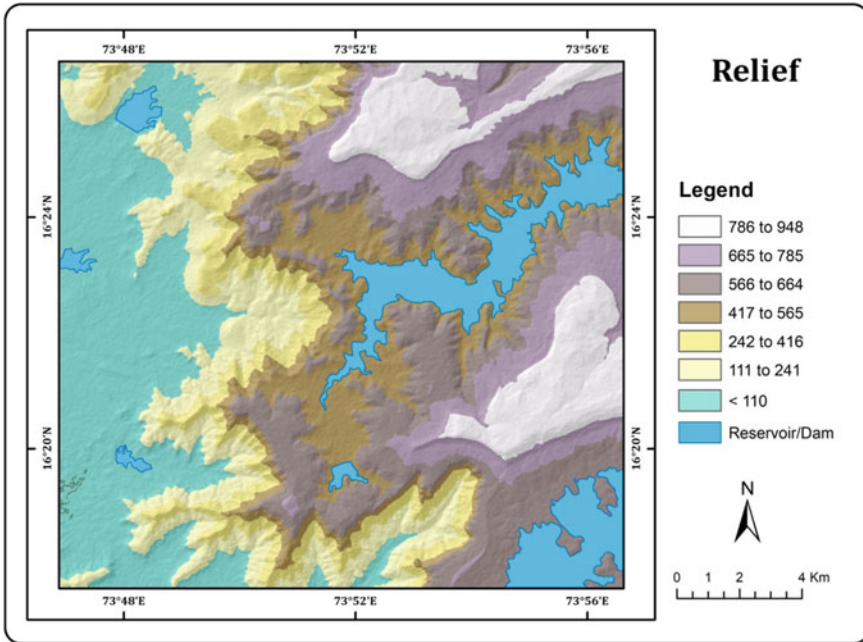 73°48'E 73°52'E 73°56'E
Relief
16°24'N
16°24'N
16°20'N
16°20'N
Legend
786 to 948
665 to 785
566 to 664
417 to 565
242 to 416
111 to 241
< 110
Reservoir/Dam
N
0 1 2 4 Km
73°48'E 73°52'E 73°56'E